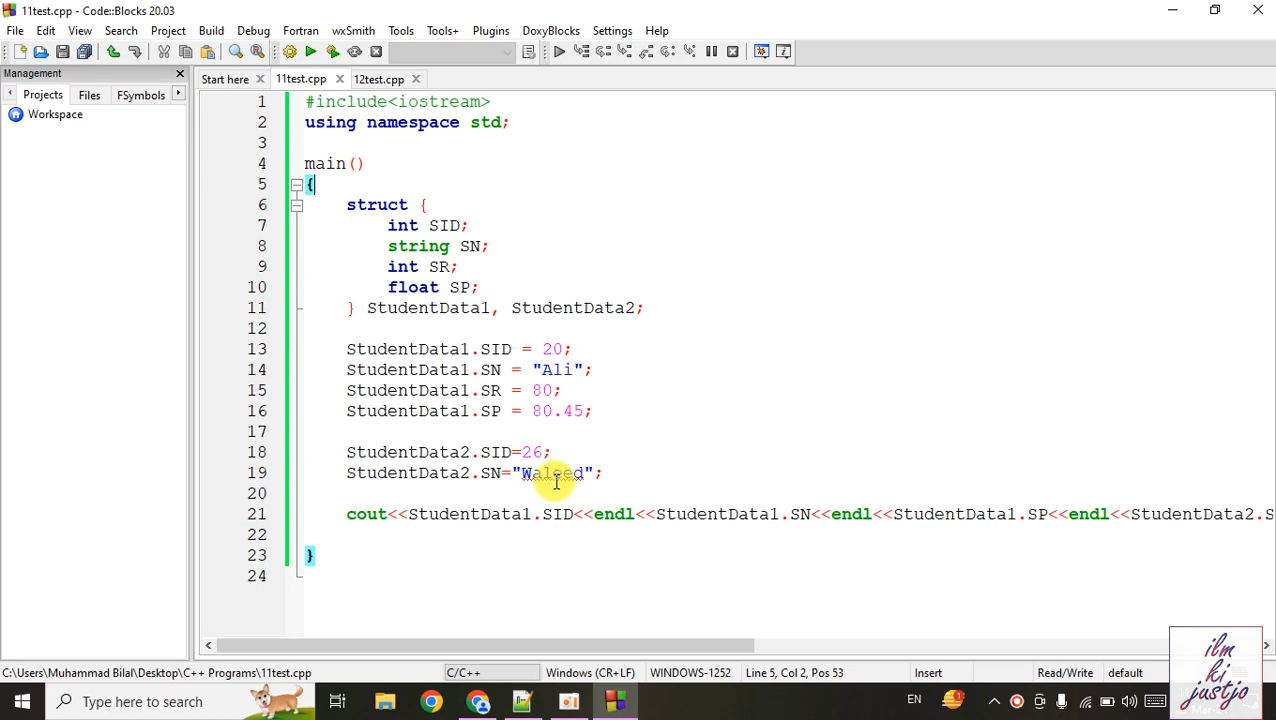 11test.cpp - Code::Blocks 20.03
File Edit View Search Project Build Debug Fortran wxSmith Tools Tools+ Plugins DoxyBlocks Settings Help
Management
Start here 11test.cpp 12test.cpp
Projects Files FSymbols
Workspace
1 #include<iostream>
2 using namespace std;
3
4 main()
5 {
6 struct {
7 int SID;
8 string SN;
9 int SR;
10 float SP;
11 } StudentData1, StudentData2;
12
13 StudentData1.SID = 20;
14 StudentData1.SN = "Ali";
15 StudentData1.SR = 80;
16 StudentData1.SP = 80.45;
17
18 StudentData2.SID=26;
19 StudentData2.SN="Waleed";
20
21 cout<<StudentData1.SID<<endl<<StudentData1.SN<<endl<<StudentData1.SP<<endl<<StudentData2.S
22
23 }
24
C:\Users\Muhammad Bilal\Desktop\C++ Programs\11test.cpp C/C++ Windows (CR+LF) WINDOWS-1252 Line 5, Col 2, Pos 53 Insert Read/Write default
Type here to search EN 1
ilm
ki
justjo